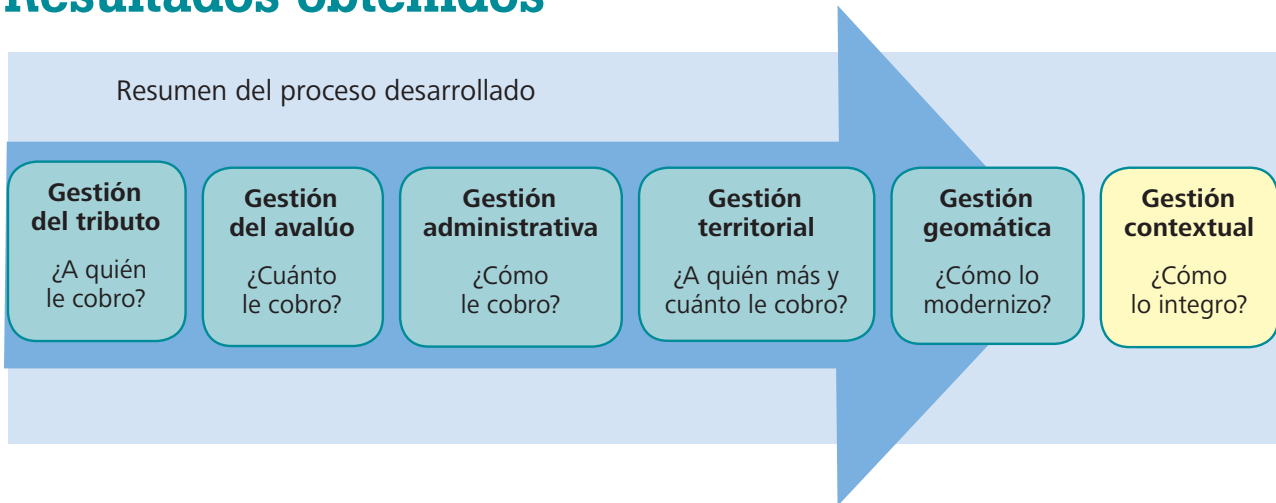 Resultados obtenidos
Resumen del proceso desarrollado
Gestión
del tributo
¿A quién
le cobro?
Gestión
del avalúo
¿Cuánto
le cobro?
Gestión
administrativa
¿Cómo
le cobro?
Gestión
territorial
¿A quién más y
cuánto le cobro?
Gestión
geomática
¿Cómo lo
modernizo?
Gestión
contextual
¿Cómo
lo integro?